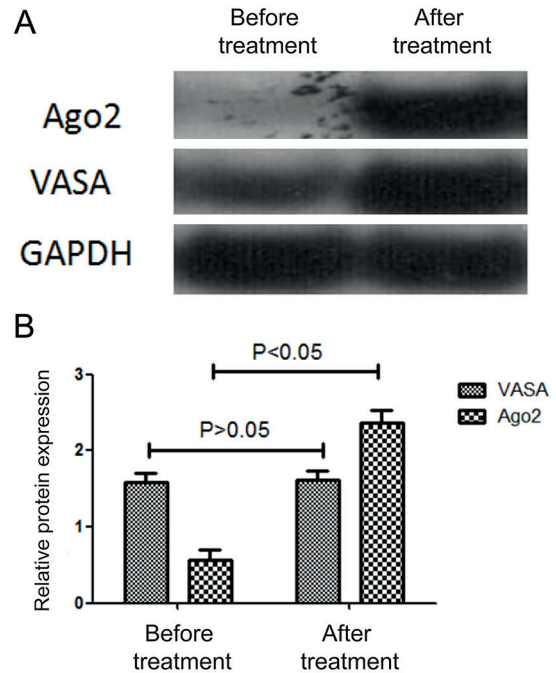 A
Before
treatment
After
treatment
Ago2
VASA
GAPDH
B
P<0.05
P>0.05
VASA
Ago2
Relative protein expression
3
2
1
0
Before
treatment
After
treatment